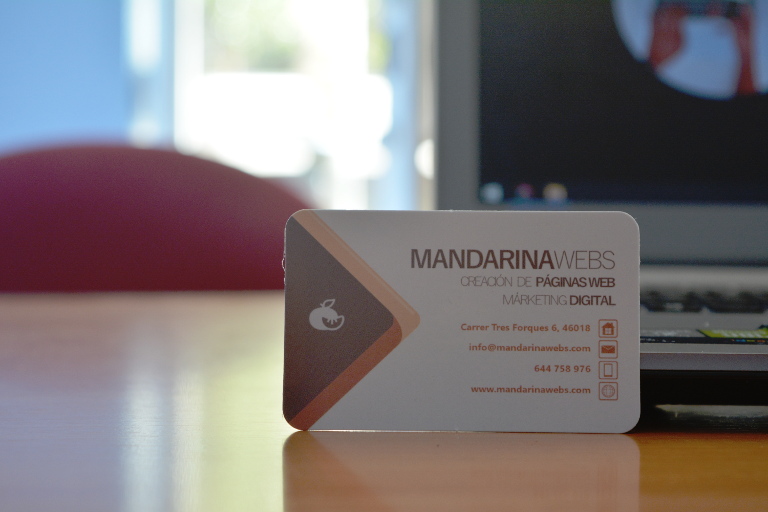 MANDARINAWEBS
CREACIÓN DE PÁGINAS WEB
MÁRKETING DIGITAL
Carrer Tres Forques 6, 46018
info@mandarinawebs.com
644 758 976
www.mandarinawebs.com